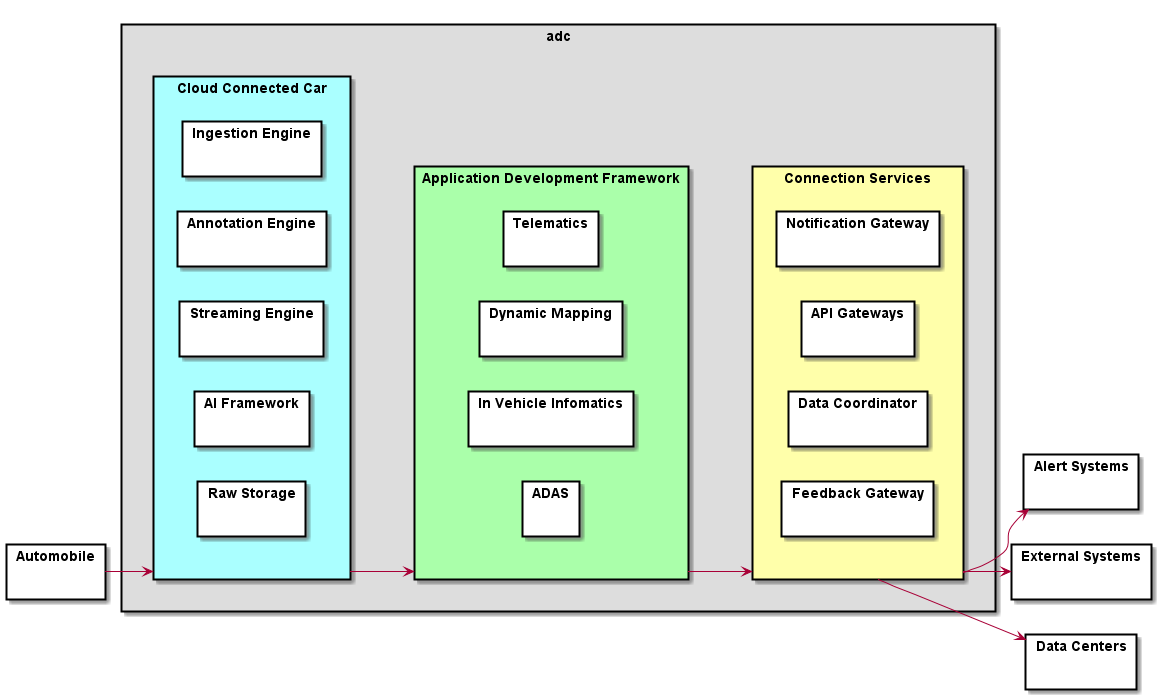 adc
Cloud Connected Car
Ingestion Engine
Annotation Engine
Streaming Engine
AI Framework
Raw Storage
Application Development Framework
Telematics
Dynamic Mapping
In Vehicle Infomatics
ADAS
Connection Services
Notification Gateway
API Gateways
Data Coordinator
Feedback Gateway
Automobile
Alert Systems
External Systems
Data Centers